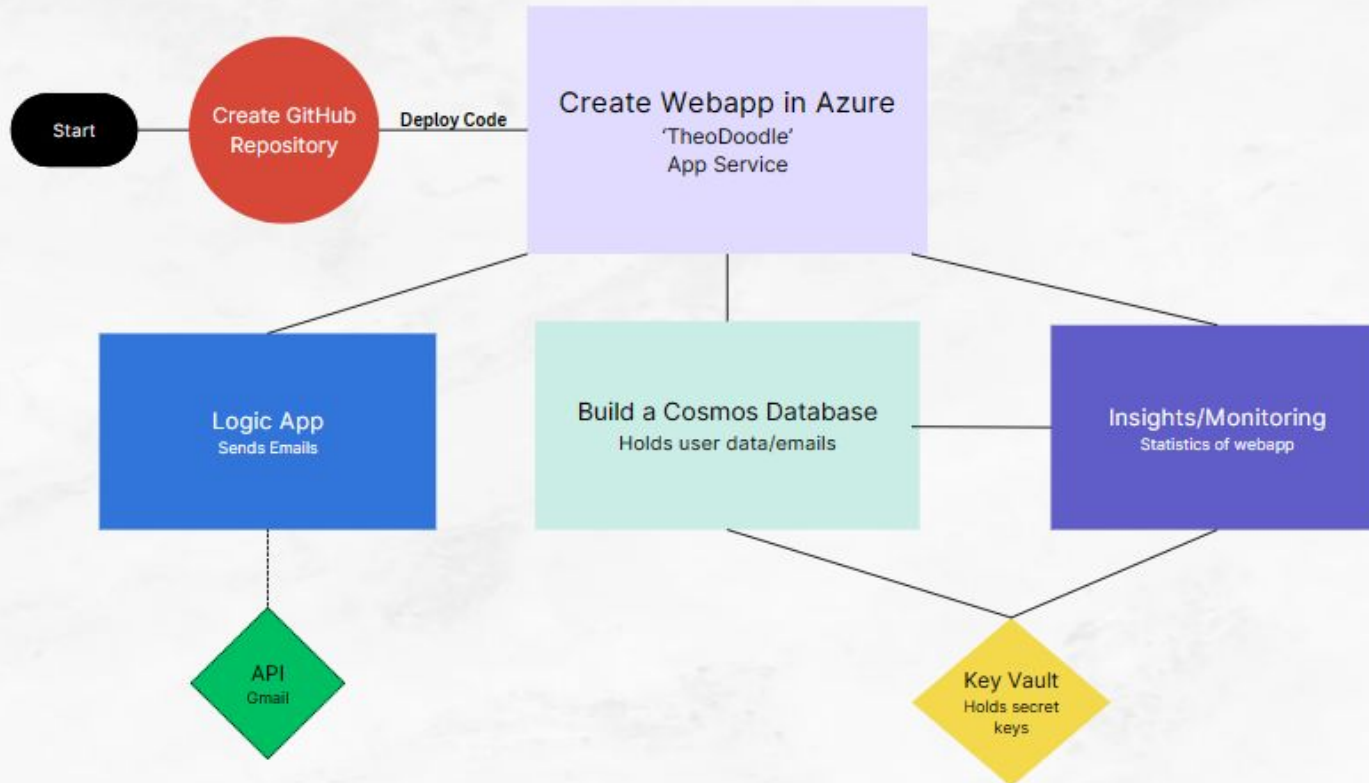 Start
Create GitHub
Repository
Deploy Code
Create Webapp in Azure
‘TheoDoodle’
App Service
Logic App
Sends Emails
Build a Cosmos Database
Holds user data/emails
Insights/Monitoring
Statistics of webapp
API
Gmail
Key Vault
Holds secret
keys